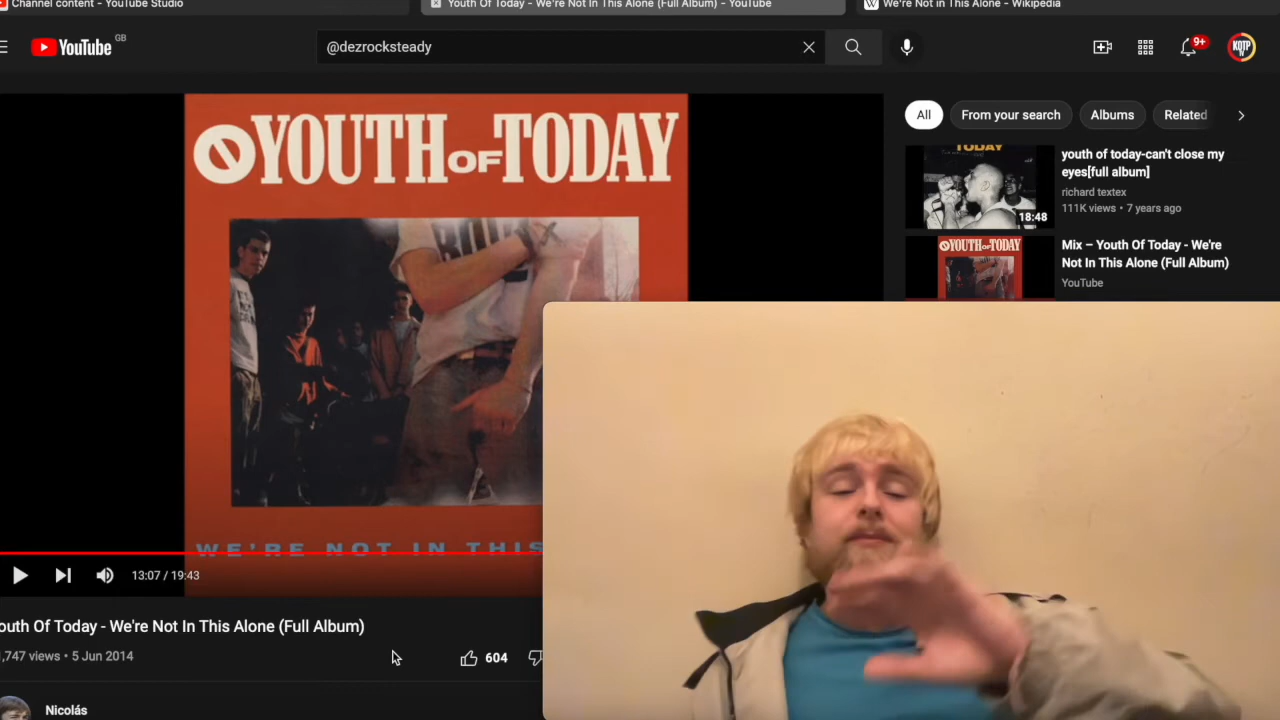 Channel content - YouTube Studio
Youth Of Today - We're Not In This Alone (Full Album) - YouTube
We're Not in This Alone - Wikipedia
YouTube GB
@dezrocksteady
9+
KOTP
TV
YOUTH OF TODAY
WE'RE NOT IN THIS
13:07 / 19:43
outh Of Today - We're Not In This Alone (Full Album)
,747 views • 5 Jun 2014
604
Nicolás
All
From your search
Albums
Related
TODAY
18:48
youth of today-can't close my
eyes[full album]
richard textex
111K views • 7 years ago
YOUTH OF TODAY
Mix – Youth Of Today - We're
Not In This Alone (Full Album)
YouTube